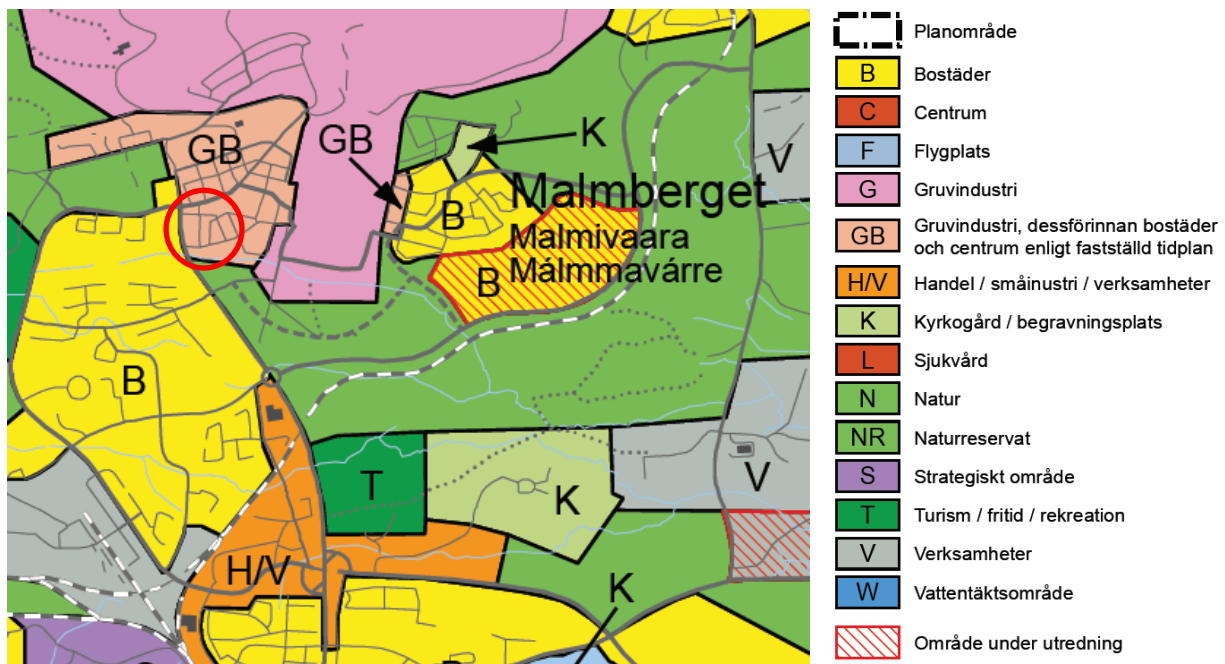 GB
GB
K
V
Malmberget
B
Malmivaara
Málmmavárre
B
B
V
T
K
H/V
K
Planområde
B Bostäder
C Centrum
F Flygplats
G Gruvindustri
GB Gruvindustri, dessförinnan bostäder
och centrum enligt fastställd tidplan
H/V Handel / småinustri / verksamheter
K Kyrkogård / begravningsplats
L Sjukvård
N Natur
NR Naturreservat
S Strategiskt område
T Turism / fritid / rekreation
V Verksamheter
W Vattentäktsområde
Område under utredning